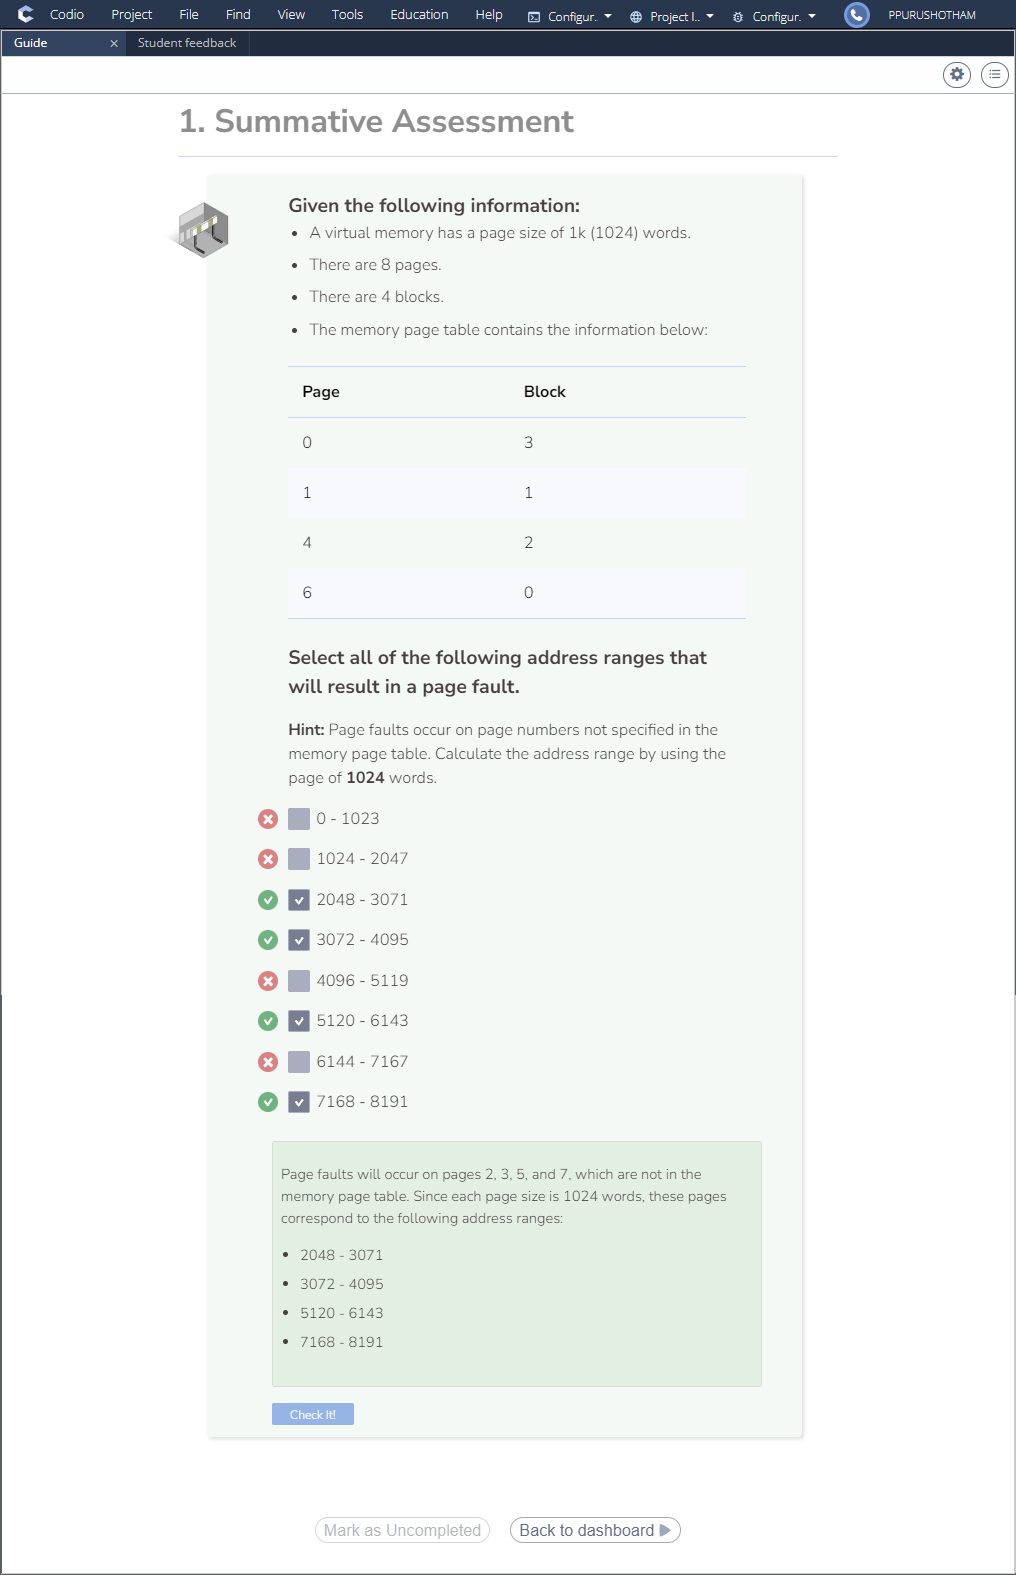 Codio Project File Find View Tools Education Help Configur. Project I.. Configur. PPURUSHOTHAM
Guide Student feedback
1. Summative Assessment
Given the following information:
A virtual memory has a page size of 1k (1024) words.
There are 8 pages.
There are 4 blocks.
The memory page table contains the information below:
Page Block
0 3
1 1
4 2
6 0
Select all of the following address ranges that
will result in a page fault.
Hint: Page faults occur on page numbers not specified in the
memory page table. Calculate the address range by using the
page of 1024 words.
0 - 1023
1024 - 2047
2048 - 3071
3072 - 4095
4096 - 5119
5120 - 6143
6144 - 7167
7168 - 8191
Page faults will occur on pages 2, 3, 5, and 7, which are not in the
memory page table. Since each page size is 1024 words, these pages
correspond to the following address ranges:
2048 - 3071
3072 - 4095
5120 - 6143
7168 - 8191
Check It!
Mark as Uncompleted Back to dashboard